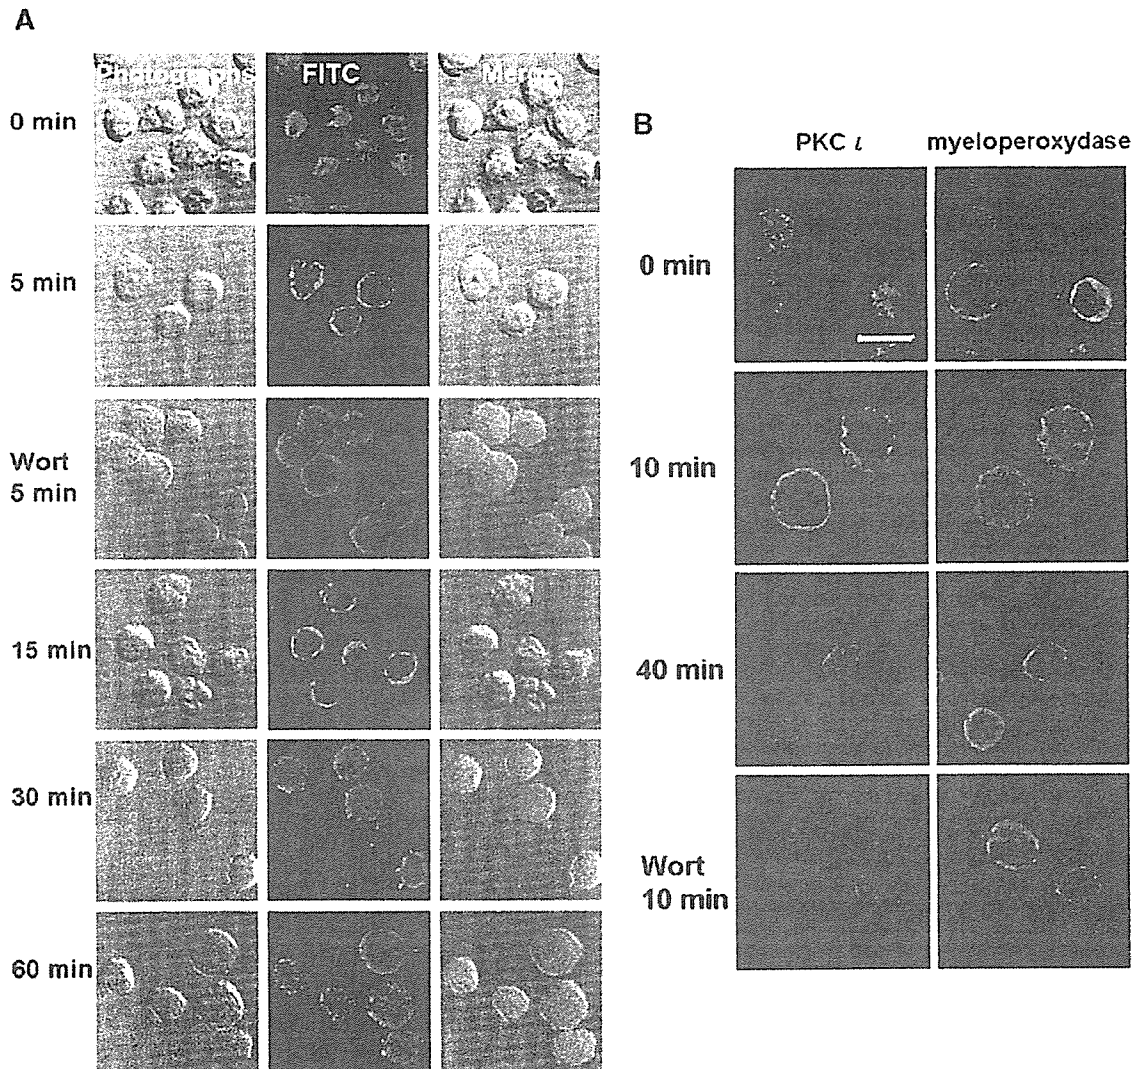 A
Photographs FITC Merge
0 min
5 min
Wort
5 min
15 min
30 min
60 min
B
PKC ι myeloperoxydase
0 min
10 min
40 min
Wort
10 min